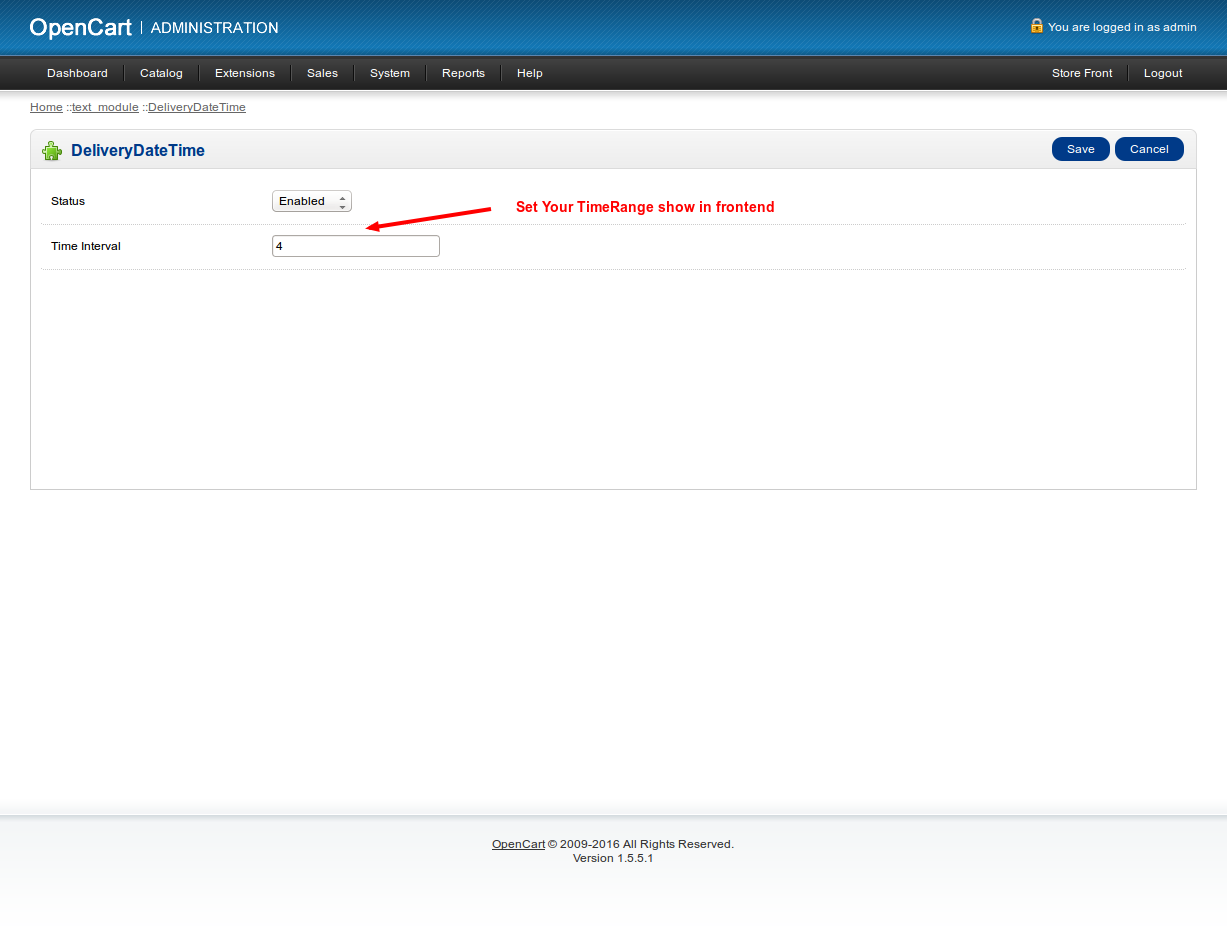 OpenCart | ADMINISTRATION
You are logged in as admin
Dashboard Catalog Extensions Sales System Reports Help Store Front Logout
Home :: text_module :: DeliveryDateTime
DeliveryDateTime
Save Cancel
Status Enabled
Set Your TimeRange show in frontend
Time Interval 4
OpenCart © 2009-2016 All Rights Reserved.
Version 1.5.5.1